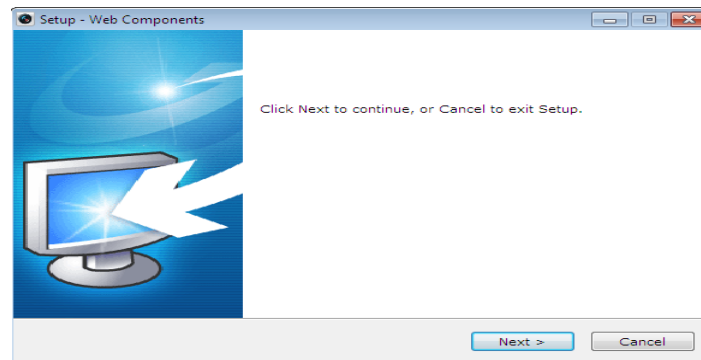 Setup - Web Components
Click Next to continue, or Cancel to exit Setup.
Next >
Cancel